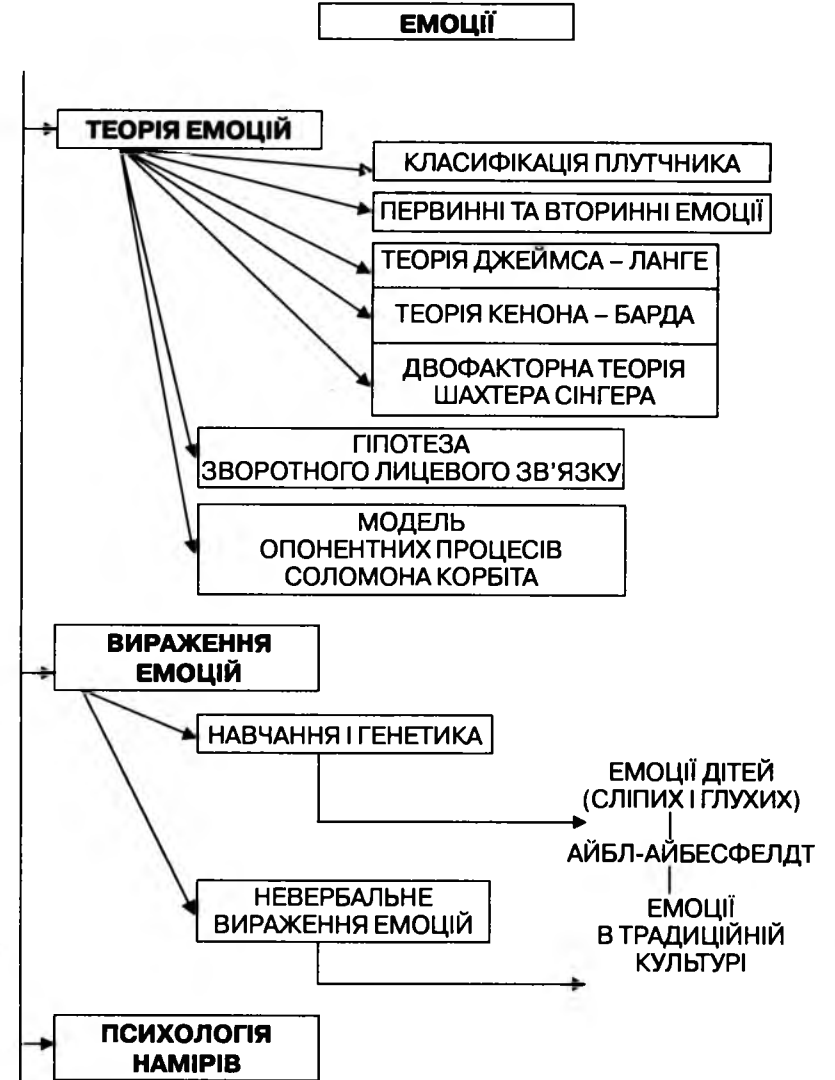 ЕМОЦІЇ
ТЕОРІЯ ЕМОЦІЙ
КЛАСИФІКАЦІЯ ПЛУТЧНИКА
ПЕРВИННІ ТА ВТОРИННІ ЕМОЦІЇ
ТЕОРІЯ ДЖЕЙМСА – ЛАНГЕ
ТЕОРІЯ КЕНОНА – БАРДА
ДВОФАКТОРНА ТЕОРІЯ
ШАХТЕРА СІНГЕРА
ГІПОТЕЗА
ЗВОРОТНОГО ЛИЦЕВОГО ЗВ'ЯЗКУ
МОДЕЛЬ
ОПОНЕНТНИХ ПРОЦЕСІВ
СОЛОМОНА КОРБІТА
ВИРАЖЕННЯ
ЕМОЦІЙ
НАВЧАННЯ І ГЕНЕТИКА
ЕМОЦІЇ ДІТЕЙ
(СЛІПИХ І ГЛУХИХ)
АЙБЛ-АЙБЕСФЕЛДТ
ЕМОЦІЇ
В ТРАДИЦІЙНІЙ
КУЛЬТУРІ
НЕВЕРБАЛЬНЕ
ВИРАЖЕННЯ ЕМОЦІЙ
ПСИХОЛОГІЯ
НАМІРІВ